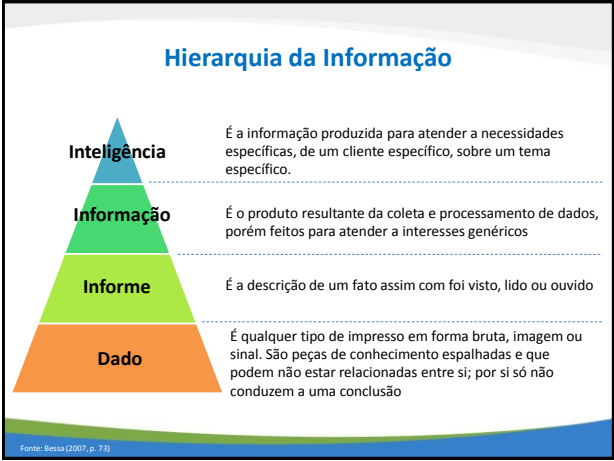 Hierarquia da Informação
Inteligência
É a informação produzida para atender a necessidades
específicas, de um cliente específico, sobre um tema
específico.
Informação
É o produto resultante da coleta e processamento de dados,
porém feitos para atender a interesses genéricos
Informe
É a descrição de um fato assim com foi visto, lido ou ouvido
Dado
É qualquer tipo de impresso em forma bruta, imagem ou
sinal. São peças de conhecimento espalhadas e que
podem não estar relacionadas entre si; por si só não
conduzem a uma conclusão
Fonte: Bessa (2007, p. 73)